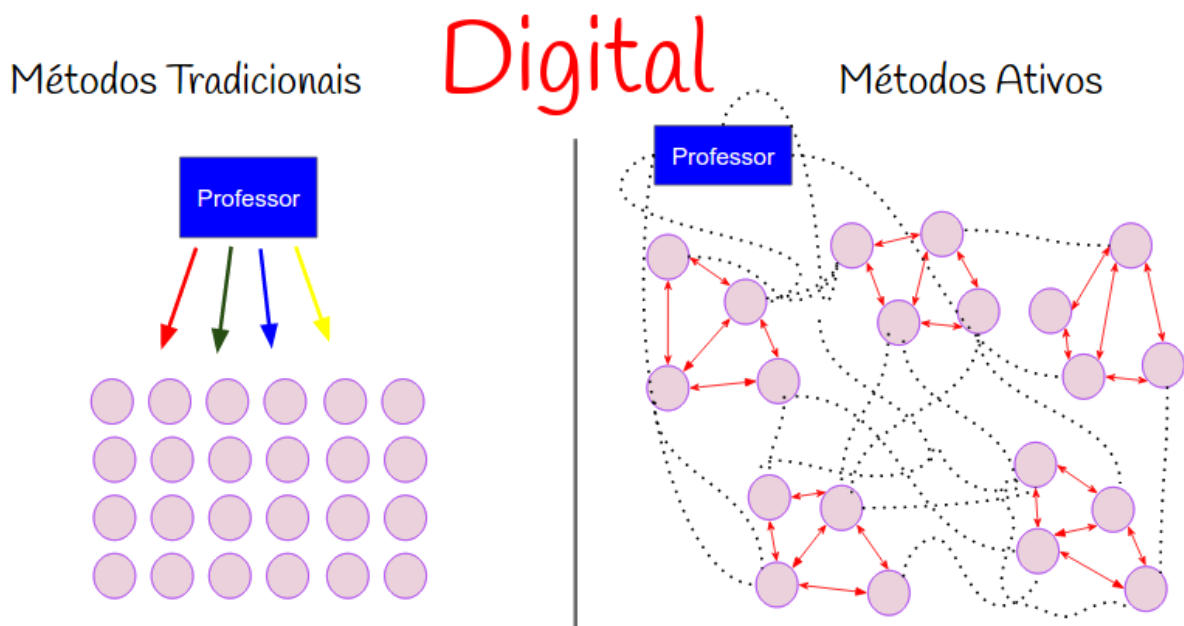 Digital
Métodos Tradicionais
Métodos Ativos
Professor
Professor